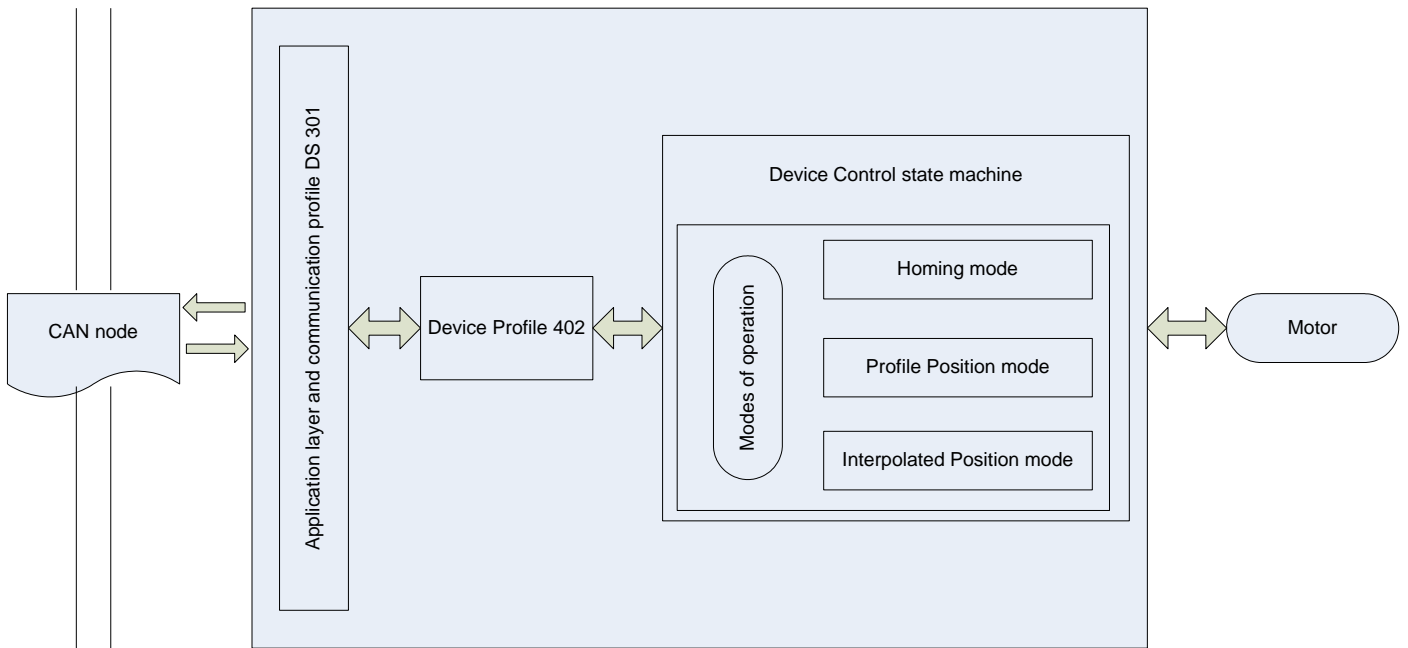 CAN node
Application layer and communication profile DS 301
Device Profile 402
Device Control state machine
Modes of operation
Homing mode
Profile Position mode
Interpolated Position mode
Motor